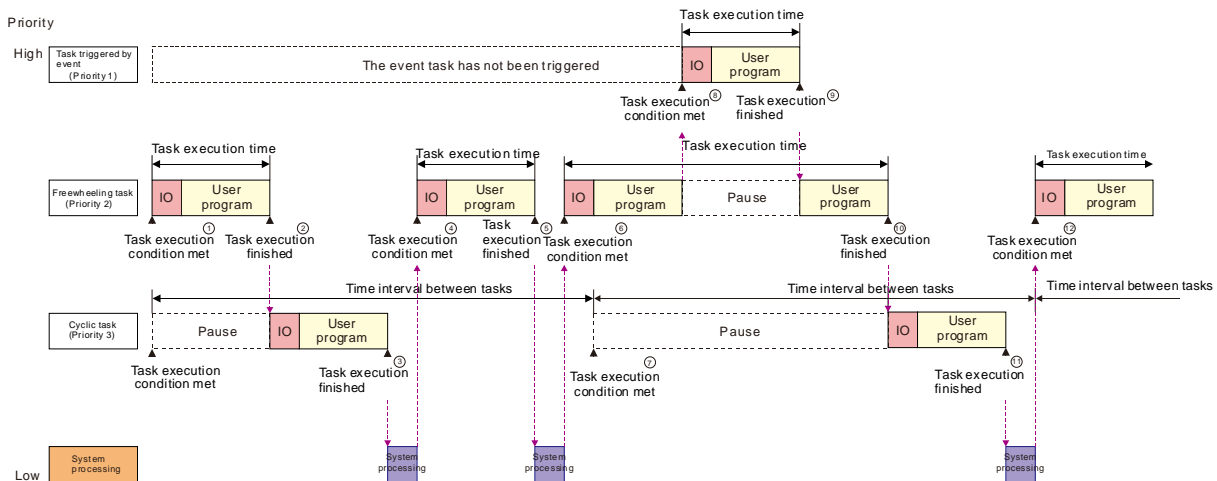 Priority
High
Task triggered by
event
(Priority 1)
Task execution time
The event task has not been triggered
IO
User
program
Task execution
condition met
⑧
Task execution
finished
⑨
Task execution time
Task execution time
Task execution time
Task execution time
Freewheeling task
(Priority 2)
IO
User
program
IO
User
program
IO
User
program
Pause
User
program
IO
User
program
Task execution
condition met
①
Task execution
finished
②
Task execution
condition met
④
Task
execution
finished
⑤
Task execution
condition met
⑥
Task execution
finished
⑩
Task execution
condition met
⑫
Time interval between tasks
Time interval between tasks
Time interval between tasks
Cyclic task
(Priority 3)
Pause
IO
User
program
Pause
IO
User
program
Task execution
condition met
Task execution
finished
③
Task execution
condition met
⑦
Task execution
finished
⑪
Low
System
processing
System
processing
System
processing
System
processing